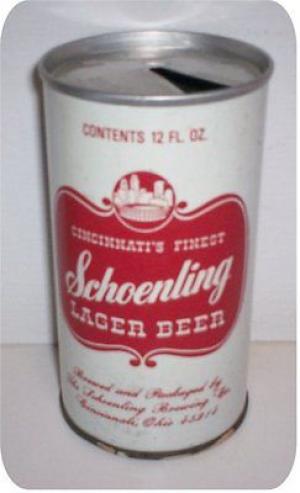 CONTENTS 12 FL. OZ.
CINCINNATI'S FINEST
Schoenling
LAGER BEER
Brewed and Packaged by
The Schoenling Brewing Co.
Cincinnati, Ohio 45214